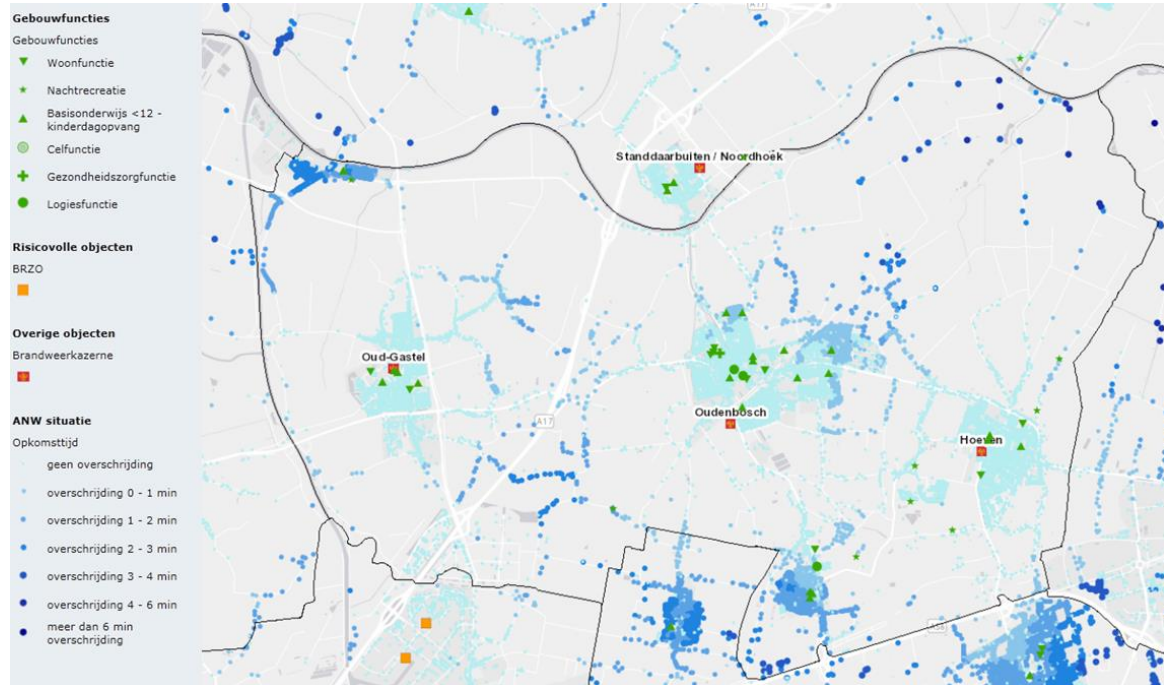 Gebouwfuncties
Gebouwfuncties
Woonfunctie
Nachtrecreatie
Basisonderwijs <12 -
kinderdagopvang
Celfunctie
Gezondheidszorgfunctie
Logiesfunctie
Risicovolle objecten
BRZO
Overige objecten
Brandweerkazerne
ANW situatie
Opkomsttijd
geen overschrijding
overschrijding 0 - 1 min
overschrijding 1 - 2 min
overschrijding 2 - 3 min
overschrijding 3 - 4 min
overschrijding 4 - 6 min
meer dan 6 min
overschrijding
A17
Standdaarbuiten / Noordhoek
Oud-Gastel
A17
Oudenbosch
Hoeven